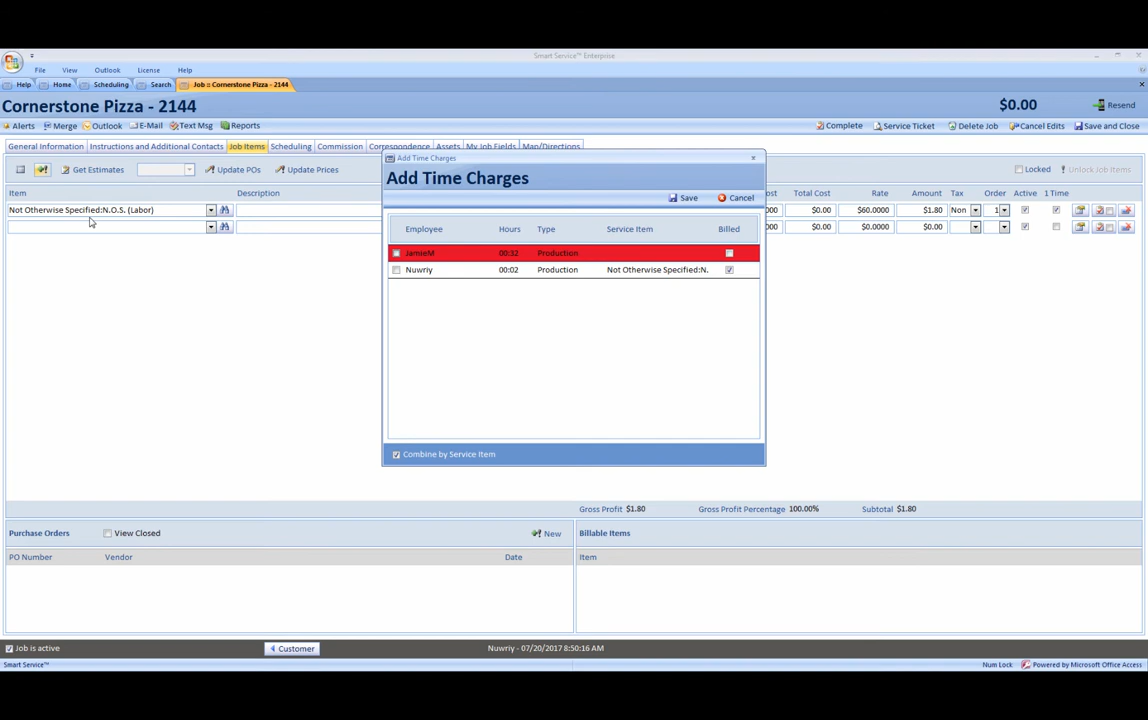 Smart Service™ Enterprise
File View Outlook License Help
Help Home Scheduling Search Job :: Cornerstone Pizza - 2144
Cornerstone Pizza - 2144 $0.00 Resend
Alerts Merge Outlook E-Mail Text Msg Reports Complete Service Ticket Delete Job Cancel Edits Save and Close
General Information Instructions and Additional Contacts Job Items Scheduling Commission Correspondence Assets My Job Fields Map/Directions
Get Estimates Update POs Update Prices Locked Unlock Job Items
Item Description Cost Total Cost Rate Amount Tax Order Active 1 Time
Not Otherwise Specified:N.O.S. (Labor) 000 $0.00 $60.0000 $1.80 Non 1
000 $0.00 $0.0000 $0.00
Add Time Charges
Add Time Charges
Save Cancel
Employee Hours Type Service Item Billed
JamieM 00:32 Production
Nuwriy 00:02 Production Not Otherwise Specified:N.
Combine by Service Item
Gross Profit $1.80 Gross Profit Percentage 100.00% Subtotal $1.80
Purchase Orders View Closed New Billable Items
PO Number Vendor Date Item
Job is active Customer Nuwriy - 07/20/2017 8:50:16 AM
Smart Service™ Num Lock Powered by Microsoft Office Access